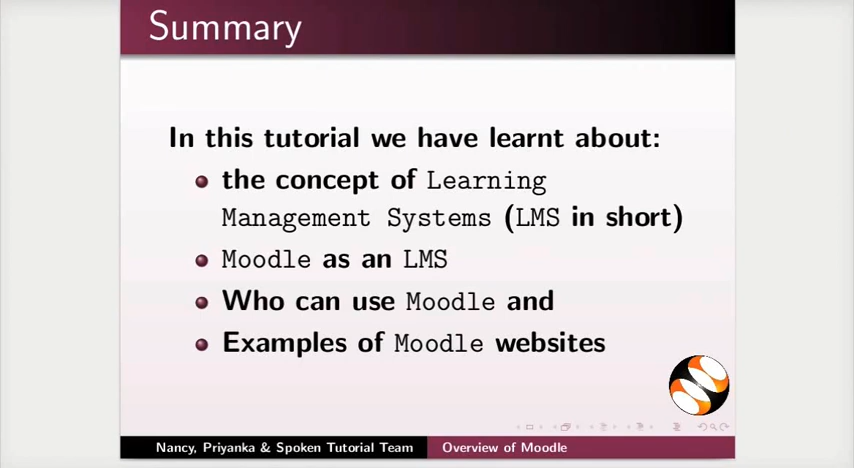 Summary
In this tutorial we have learnt about:
the concept of Learning
Management Systems (LMS in short)
Moodle as an LMS
Who can use Moodle and
Examples of Moodle websites
Nancy, Priyanka & Spoken Tutorial Team
Overview of Moodle